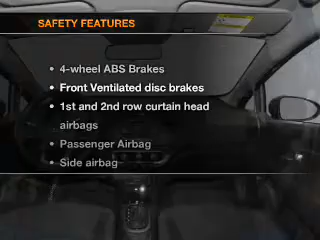 SAFETY FEATURES
• 4-wheel ABS Brakes
• Front Ventilated disc brakes
• 1st and 2nd row curtain head
airbags
• Passenger Airbag
• Side airbag